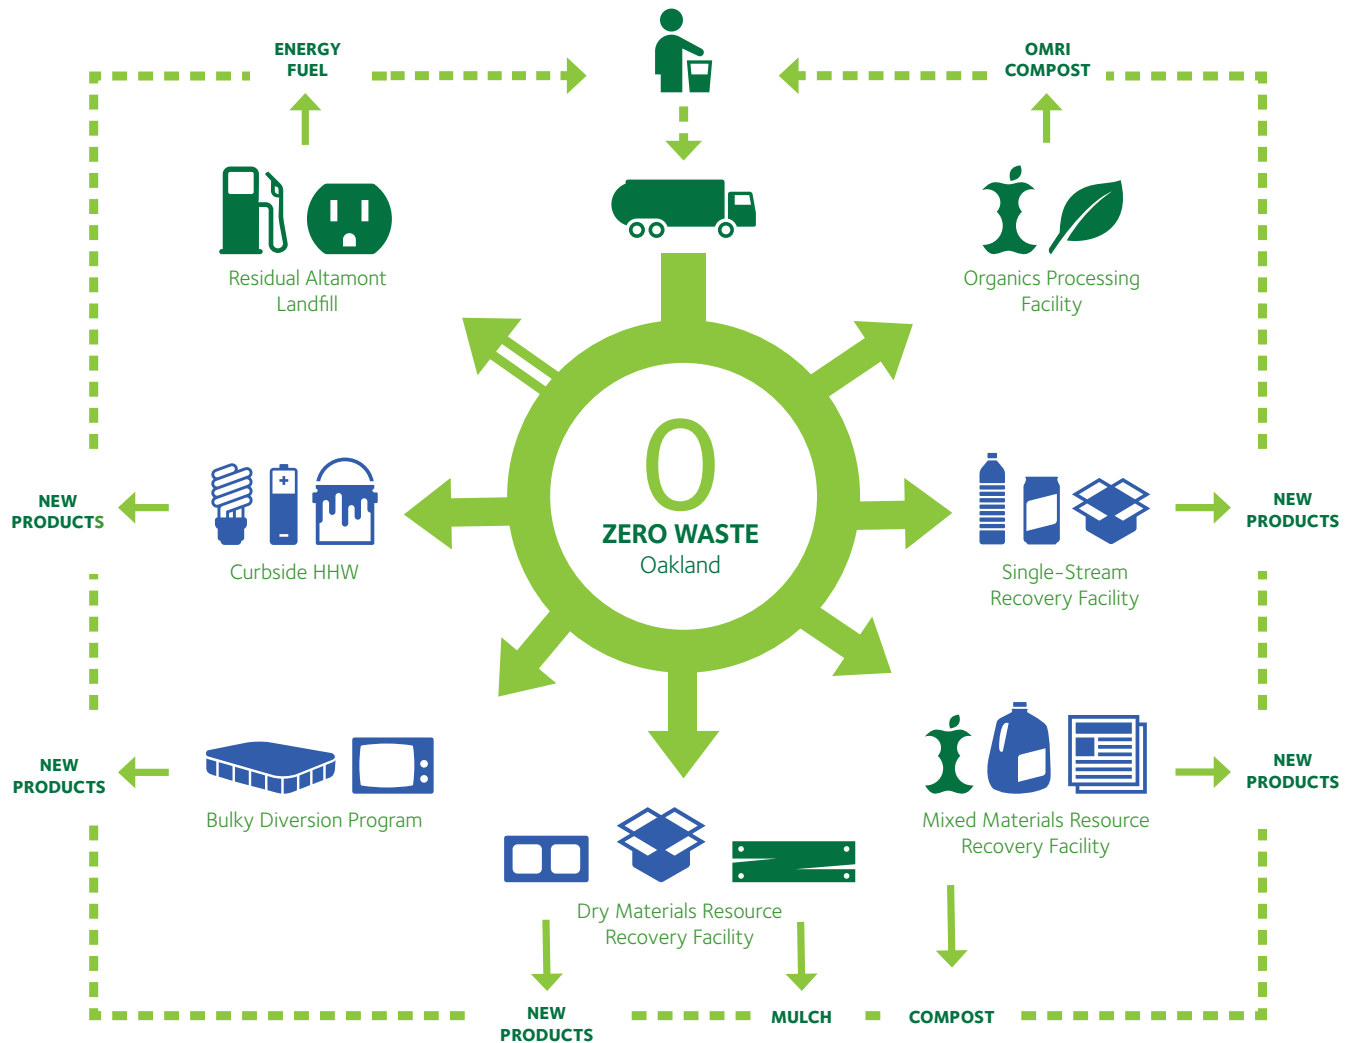 ENERGY
FUEL
OMRI
COMPOST
Residual Altamont
Landfill
Organics Processing
Facility
0
ZERO WASTE
Oakland
NEW
PRODUCTS
Curbside HHW
Single-Stream
Recovery Facility
NEW
PRODUCTS
NEW
PRODUCTS
Bulky Diversion Program
Mixed Materials Resource
Recovery Facility
NEW
PRODUCTS
Dry Materials Resource
Recovery Facility
NEW
PRODUCTS
MULCH
COMPOST